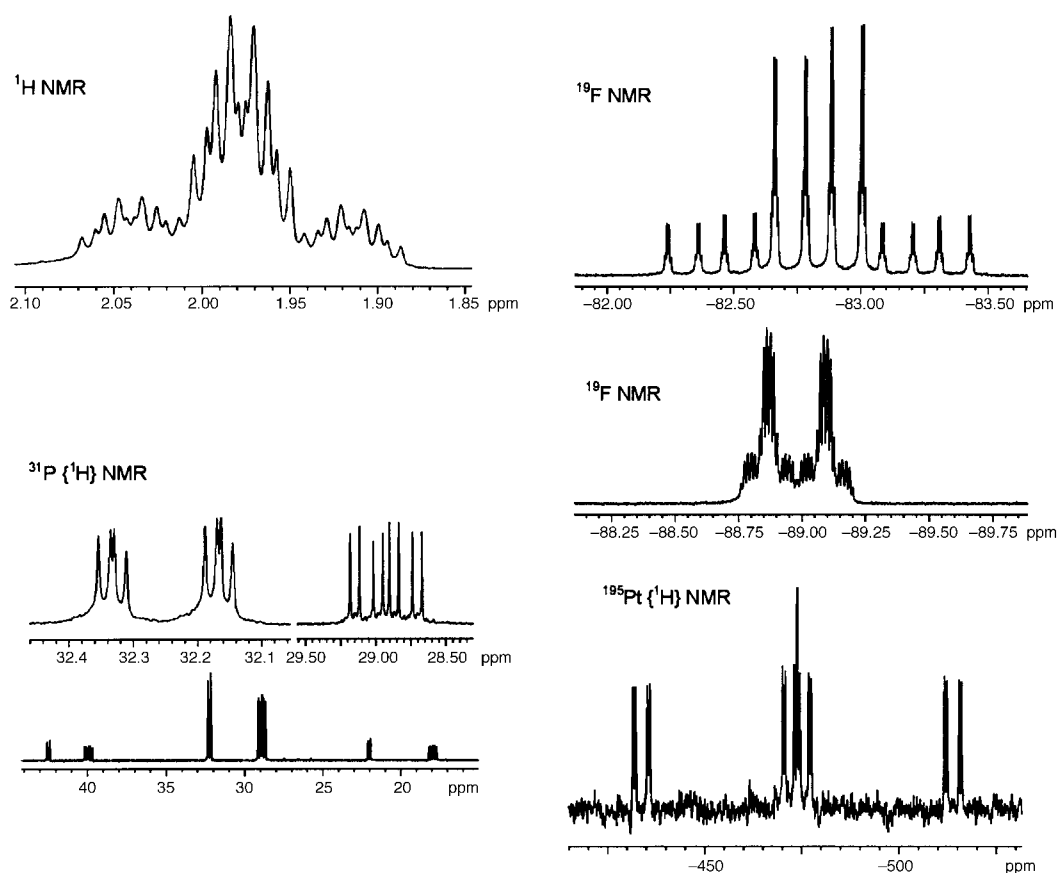 ¹H NMR
2.10 2.05 2.00 1.95 1.90 1.85 ppm
¹⁹F NMR
−82.00 −82.50 −83.00 −83.50 ppm
¹⁹F NMR
−88.25 −88.50 −88.75 −89.00 −89.25 −89.50 −89.75 ppm
³¹P {¹H} NMR
32.4 32.3 32.2 32.1 29.50 29.00 28.50 ppm
40 35 30 25 20 ppm
¹⁹⁵Pt {¹H} NMR
−450 −500 ppm